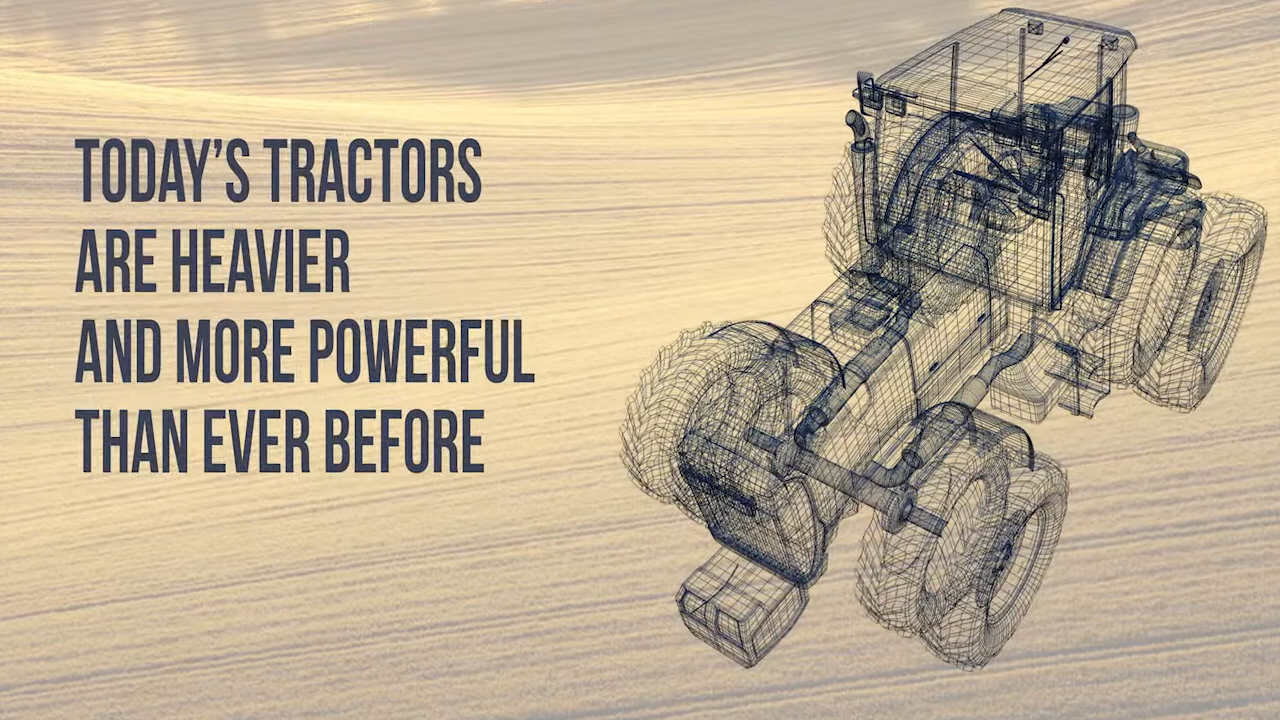 TODAY’S TRACTORS
ARE HEAVIER
AND MORE POWERFUL
THAN EVER BEFORE